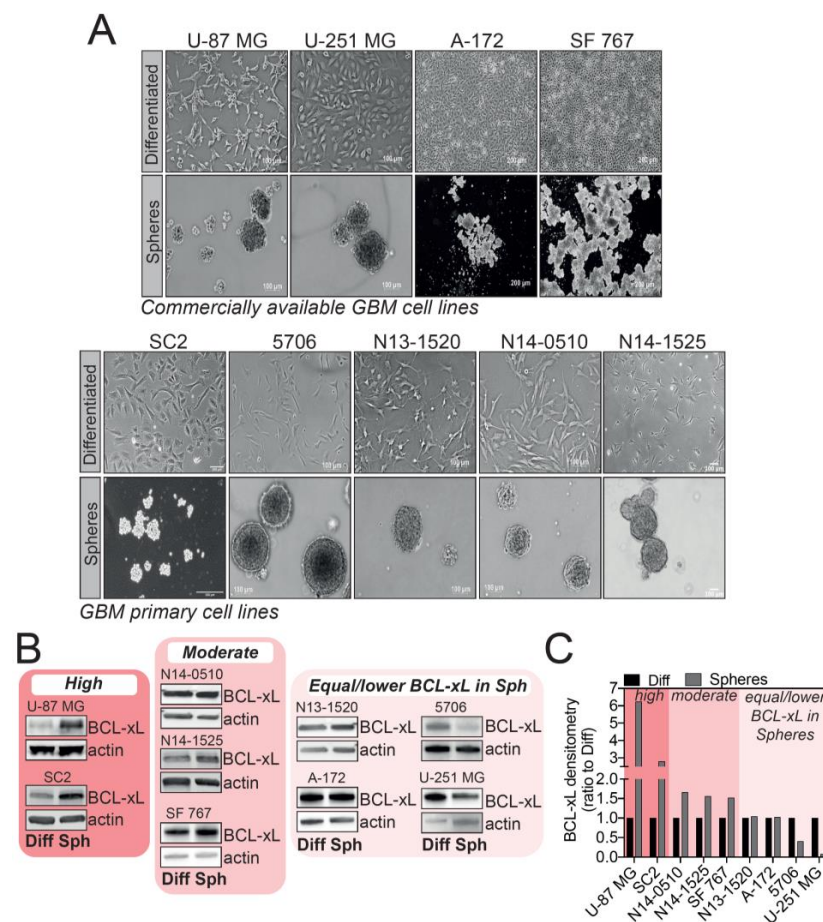 A
U-87 MG U-251 MG A-172 SF 767
Differentiated
100 µm 100 µm 200 µm 200 µm
Spheres
100 µm 100 µm 200 µm 200 µm
Commercially available GBM cell lines
SC2 5706 N13-1520 N14-0510 N14-1525
Differentiated
100 µm 100 µm 100 µm
Spheres
100 µm 100 µm 100 µm
GBM primary cell lines
B
High
U-87 MG
BCL-xL
actin
SC2
BCL-xL
actin
Diff Sph
Moderate
N14-0510
BCL-xL
actin
N14-1525
BCL-xL
actin
SF 767
BCL-xL
actin
Diff Sph
Equal/lower BCL-xL in Sph
N13-1520 5706
BCL-xL BCL-xL
actin actin
A-172 U-251 MG
BCL-xL BCL-xL
actin actin
Diff Sph Diff Sph
C
Diff Spheres
high moderate equal/lower
BCL-xL in
Spheres
BCL-xL densitometry
(ratio to Diff)
7
6
5
4
3
2
1.5
1.0
0.5
0.0
U-87 MG
SC2
N14-0510
N14-1525
SF 767
N13-1520
A-172
5706
U-251 MG